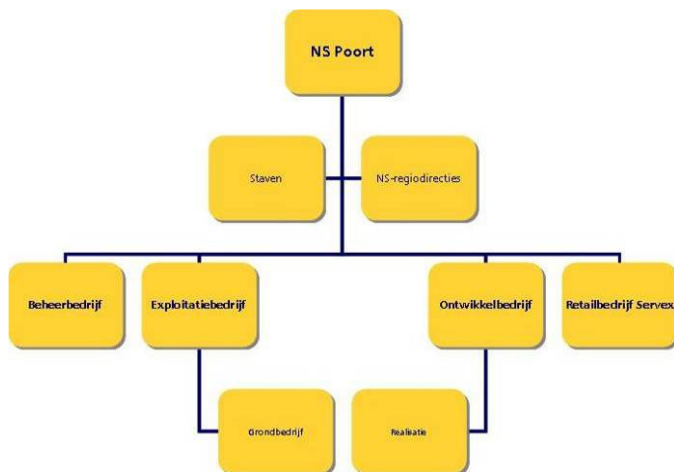 NS Poort
Staven
NS-regiodirecties
Beheerbedrijf
Exploitatiebedrijf
Ontwikkelbedrijf
Retailbedrijf Servex
Grondbedrijf
Realisatie